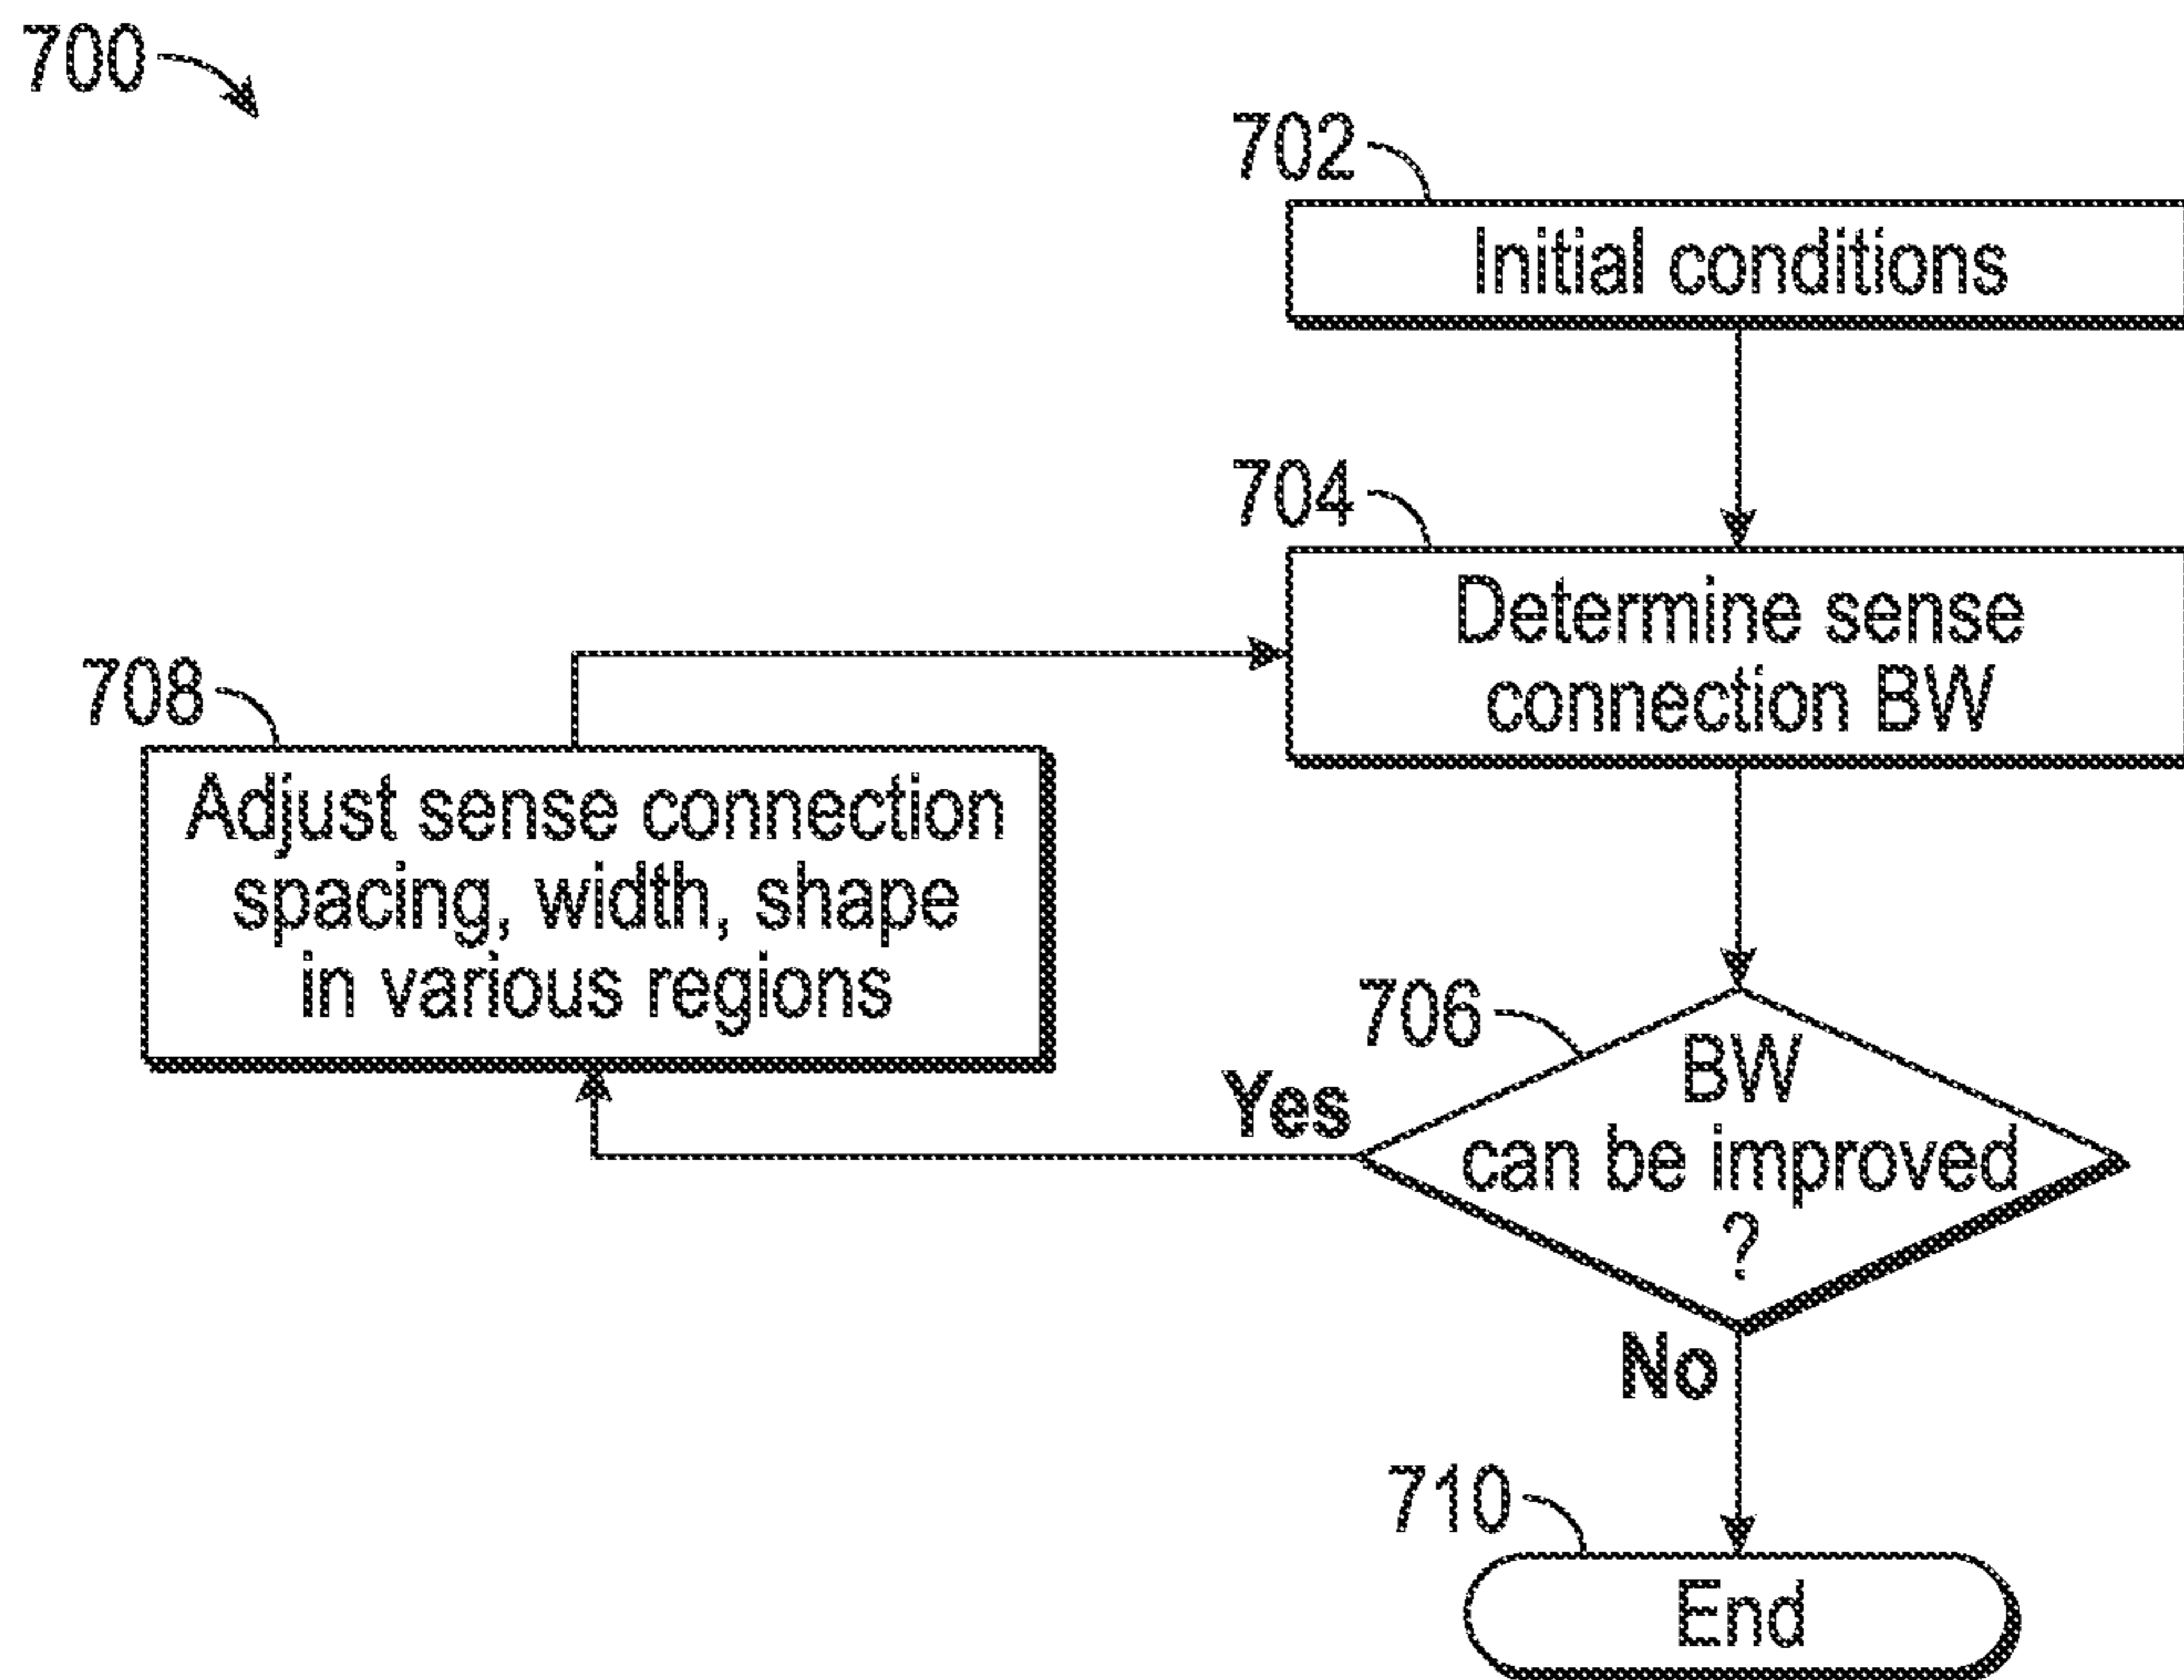 700
702
Initial conditions
704
Determine sense
connection BW
708
Adjust sense connection
spacing, width, shape
in various regions
706
BW
can be improved
?
Yes
No
710
End